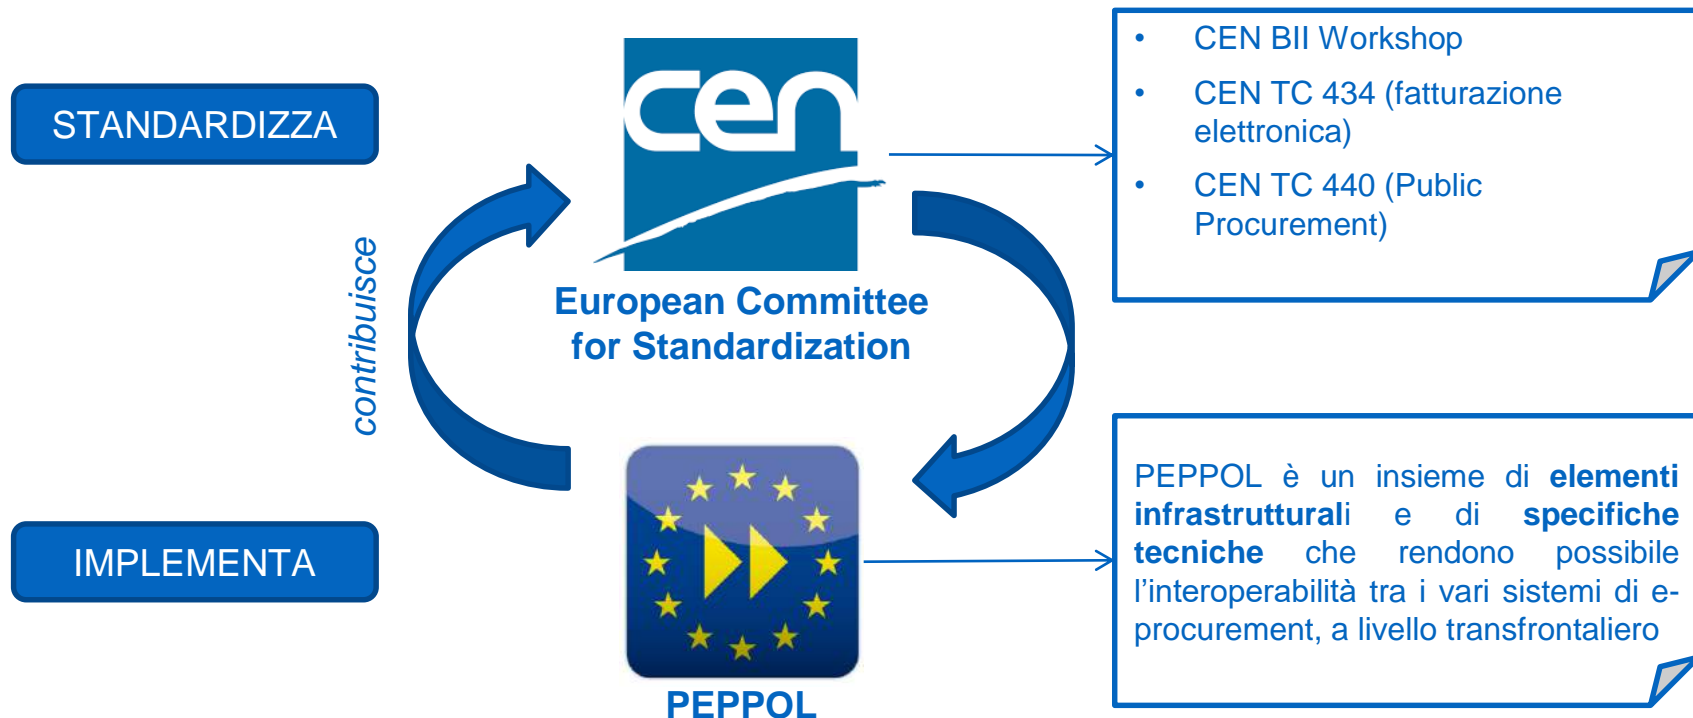 STANDARDIZZA
cen
European Committee
for Standardization
• CEN BII Workshop
• CEN TC 434 (fatturazione
elettronica)
• CEN TC 440 (Public
Procurement)
contribuisce
IMPLEMENTA
PEPPOL
PEPPOL è un insieme di elementi
infrastrutturali e di specifiche
tecniche che rendono possibile
l’interoperabilità tra i vari sistemi di e-
procurement, a livello transfrontaliero